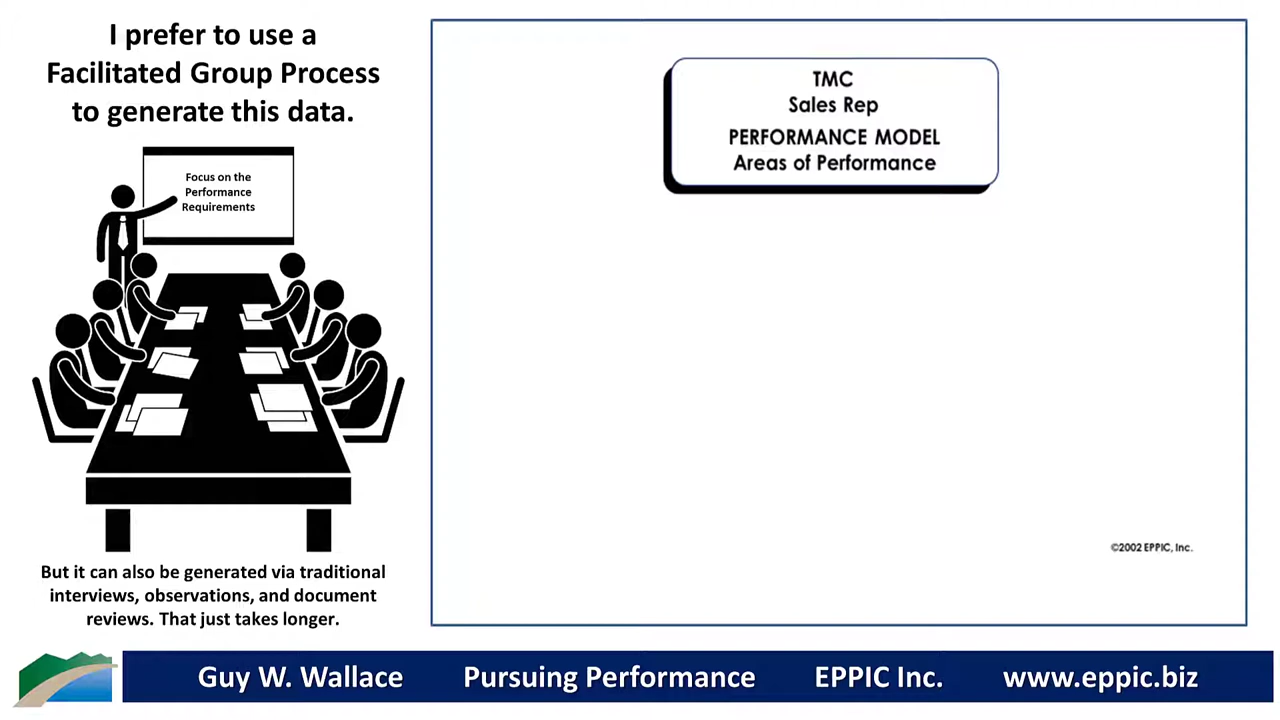 I prefer to use a
Facilitated Group Process
to generate this data.
Focus on the
Performance
Requirements
But it can also be generated via traditional
interviews, observations, and document
reviews. That just takes longer.
TMC
Sales Rep
PERFORMANCE MODEL
Areas of Performance
©2002 EPPIC, Inc.
Guy W. Wallace Pursuing Performance EPPIC Inc. www.eppic.biz